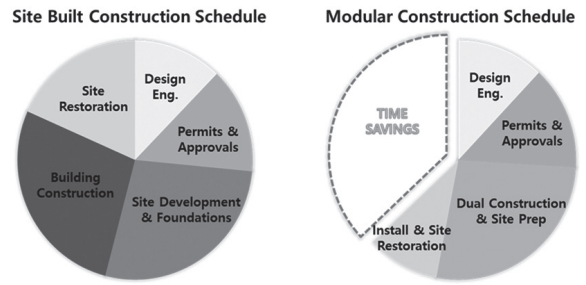 Site Built Construction Schedule
Design
Eng.
Permits &
Approvals
Site Development
& Foundations
Building
Construction
Site
Restoration
Modular Construction Schedule
Design
Eng.
Permits &
Approvals
Dual Construction
& Site Prep
Install & Site
Restoration
TIME
SAVINGS